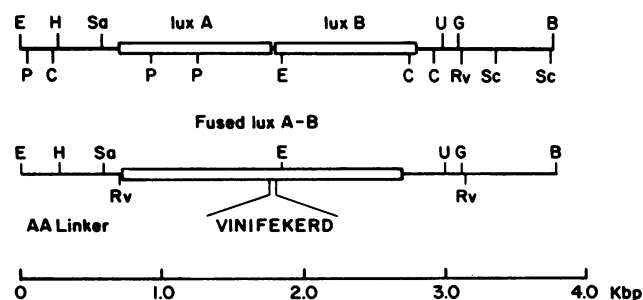 E H Sa lux A lux B U G B
P C P P E C C Rv Sc Sc
Fused lux A-B
E H Sa E U G B
Rv Rv
AA Linker VINIFEKERD
0 1.0 2.0 3.0 4.0 Kbp